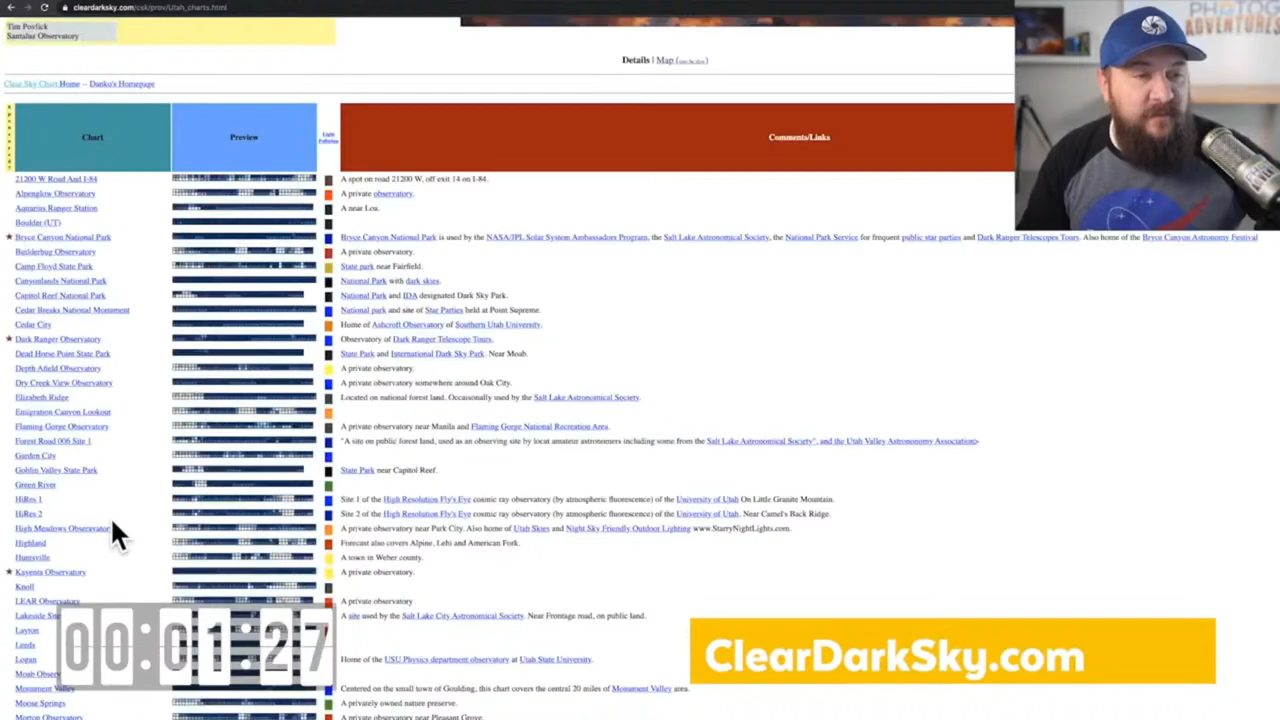 cleardarksky.com/csk/prov/Utah_charts.html
Tim Povlick
Santaluz Observatory
Details | Map
Clear Sky Chart Home -- Danko's Homepage
Chart Preview Light Pollution Comments/Links
21200 W Road And I-84 A spot on road 21200 W, off exit 14 on I-84.
Alpenglow Observatory A private observatory.
Aquarius Ranger Station A near Loa.
Boulder (UT)
Bryce Canyon National Park Bryce Canyon National Park is used by the NASA/JPL Solar System Ambassadors Program, the Salt Lake Astronomical Society, the National Park Service for frequent public star parties and Dark Ranger Telescopes Tours. Also home of the Bryce Canyon Astronomy Festival
Builderbug Observatory A private observatory.
Camp Floyd State Park State park near Fairfield.
Canyonlands National Park National Park with dark skies.
Capitol Reef National Park National Park and IDA designated Dark Sky Park.
Cedar Breaks National Monument National park and site of Star Parties held at Point Supreme.
Cedar City Home of Ashcroft Observatory of Southern Utah University.
Dark Ranger Observatory Observatory of Dark Ranger Telescope Tours.
Dead Horse Point State Park State Park and International Dark Sky Park. Near Moab.
Depth Afield Observatory A private observatory.
Dry Creek View Observatory A private observatory somewhere around Oak City.
Elizabeth Ridge Located on national forest land. Occaisonally used by the Salt Lake Astronomical Society.
Emigration Canyon Lookout
Flaming Gorge Observatory A private observatory near Manila and Flaming Gorge National Recreation Area.
Forest Road 006 Site 1 "A site on public forest land, used as an observing site by locat amateur astronomers including some from the Salt Lake Astronomical Society", and the Utah Valley Astronomy Association>
Garden City
Goblin Valley State Park State Park near Capitol Reef.
Green River
HiRes 1 Site 1 of the High Resolution Fly's Eye cosmic ray observatory (by atmospheric fluorescence) of the University of Utah On Little Granite Mountain.
HiRes 2 Site 2 of the High Resolution Fly's Eye cosmic ray observatory (by atmospheric fluorescence) of the University of Utah. Near Camel's Back Ridge.
High Meadows Observatory A private observatory near Park City. Also home of Utah Skies and Night Sky Friendly Outdoor Lighting www.StarryNightLights.com.
Highland Forecast also covers Alpine, Lehi and American Fork.
Huntsville A town in Weber county.
Kayenta Observatory A private observatory.
Knoll
LEAR Observatory A private observatory
Lakeside Site A site used by the Salt Lake City Astronomical Society. Near Frontage road, on public land.
Layton
Leeds
Logan Home of the USU Physics department observatory at Utah State University.
Moab Observ
Monument Valley Centered on the small town of Goulding, this chart covers the central 20 miles of Monument Valley area.
Moose Springs A privately owned nature preserve.
Morton Observatory A private observatory near Pleasant Grove.
00:01:27
ClearDarkSky.com
PHOTOG
ADVENTURES